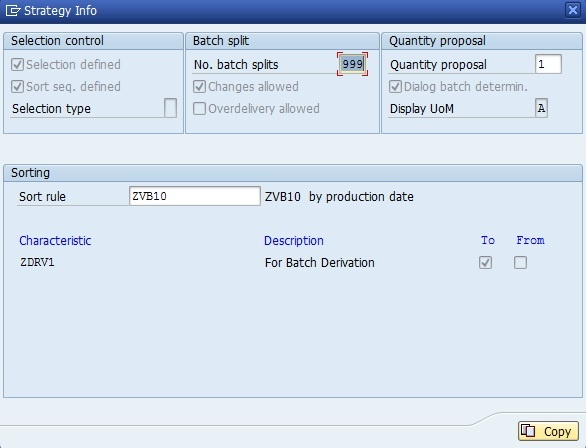 Strategy Info
Selection control
Selection defined
Sort seq. defined
Selection type
Batch split
No. batch splits 999
Changes allowed
Overdelivery allowed
Quantity proposal
Quantity proposal 1
Dialog batch determin.
Display UoM A
Sorting
Sort rule ZVB10 ZVB10 by production date
Characteristic Description To From
ZDRV1 For Batch Derivation
Copy